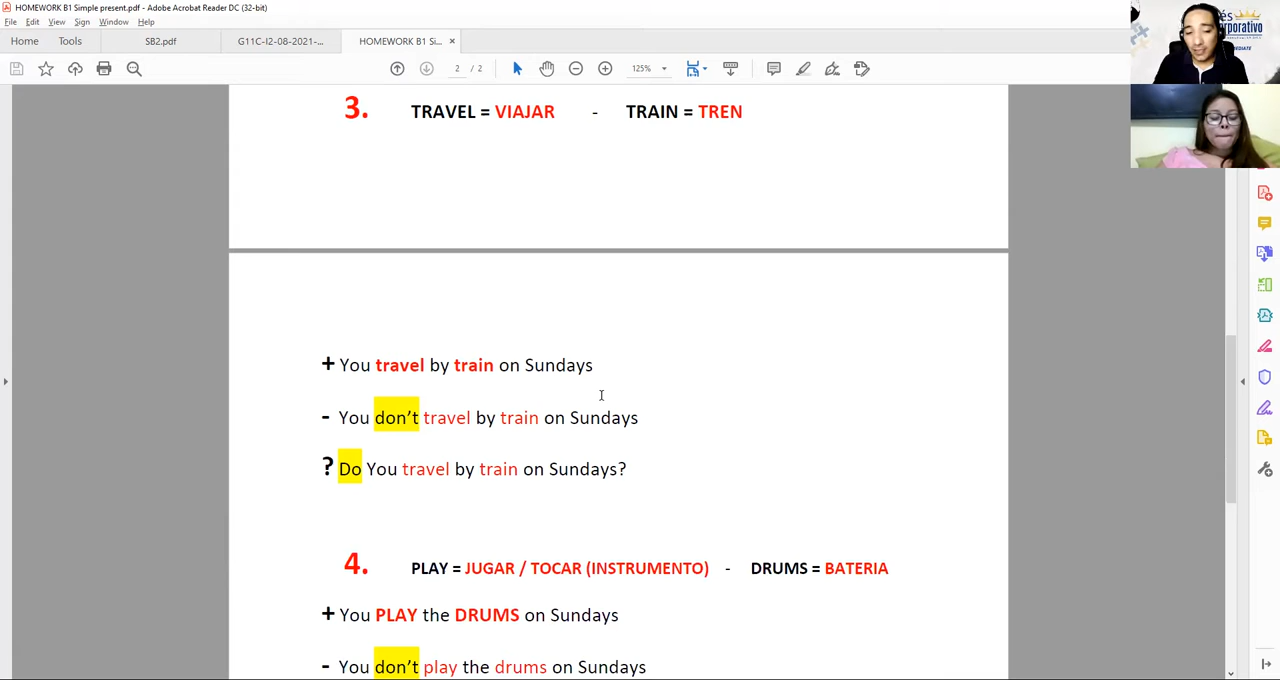 HOMEWORK B1 Simple present.pdf - Adobe Acrobat Reader DC (32-bit)
File Edit View Sign Window Help
Home Tools SB2.pdf G11C-I2-08-2021-... HOMEWORK B1 Si... ×
2 / 2 125%
3. TRAVEL = VIAJAR - TRAIN = TREN
+ You travel by train on Sundays
- You don't travel by train on Sundays
? Do You travel by train on Sundays?
4. PLAY = JUGAR / TOCAR (INSTRUMENTO) - DRUMS = BATERIA
+ You PLAY the DRUMS on Sundays
- You don't play the drums on Sundays